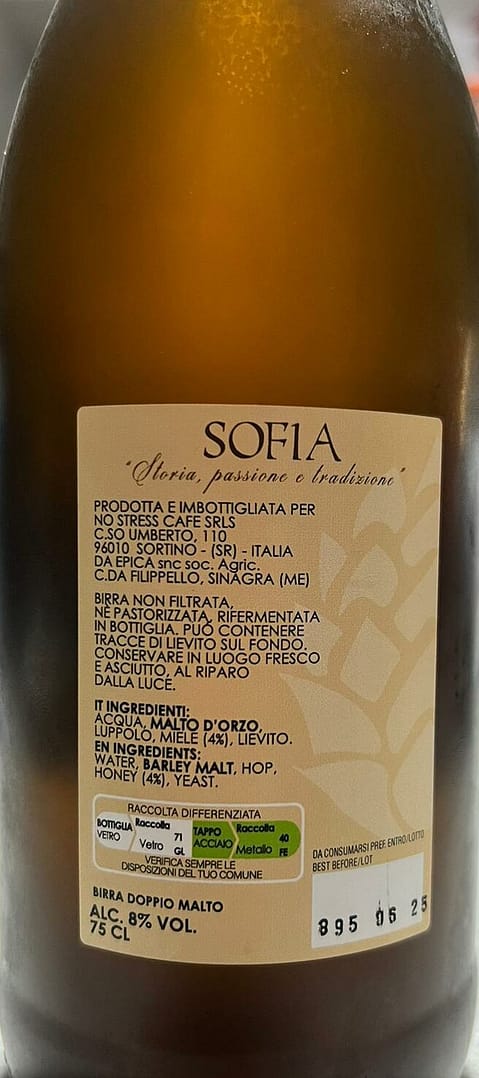 SOFIA
"Storia, passione e tradizione"
PRODOTTA E IMBOTTIGLIATA PER
NO STRESS CAFE SRLS
C.SO UMBERTO, 110
96010 SORTINO - (SR) - ITALIA
DA EPICA snc soc. Agric.
C.DA FILIPPELLO, SINAGRA (ME)
BIRRA NON FILTRATA,
NÈ PASTORIZZATA, RIFERMENTATA
IN BOTTIGLIA. PUÒ CONTENERE
TRACCE DI LIEVITO SUL FONDO.
CONSERVARE IN LUOGO FRESCO
E ASCIUTTO, AL RIPARO
DALLA LUCE.
IT INGREDIENTI:
ACQUA, MALTO D'ORZO,
LUPPOLO, MIELE (4%), LIEVITO.
EN INGREDIENTS:
WATER, BARLEY MALT, HOP,
HONEY (4%), YEAST.
RACCOLTA DIFFERENZIATA
BOTTIGLIA VETRO Raccolta Vetro 71 GL
TAPPO ACCIAIO Raccolta Metallo 40 FE
VERIFICA SEMPRE LE
DISPOSIZIONI DEL TUO COMUNE
DA CONSUMARSI PREF. ENTRO/LOTTO
BEST BEFORE/LOT
895 06 25
BIRRA DOPPIO MALTO
ALC. 8% VOL.
75 CL